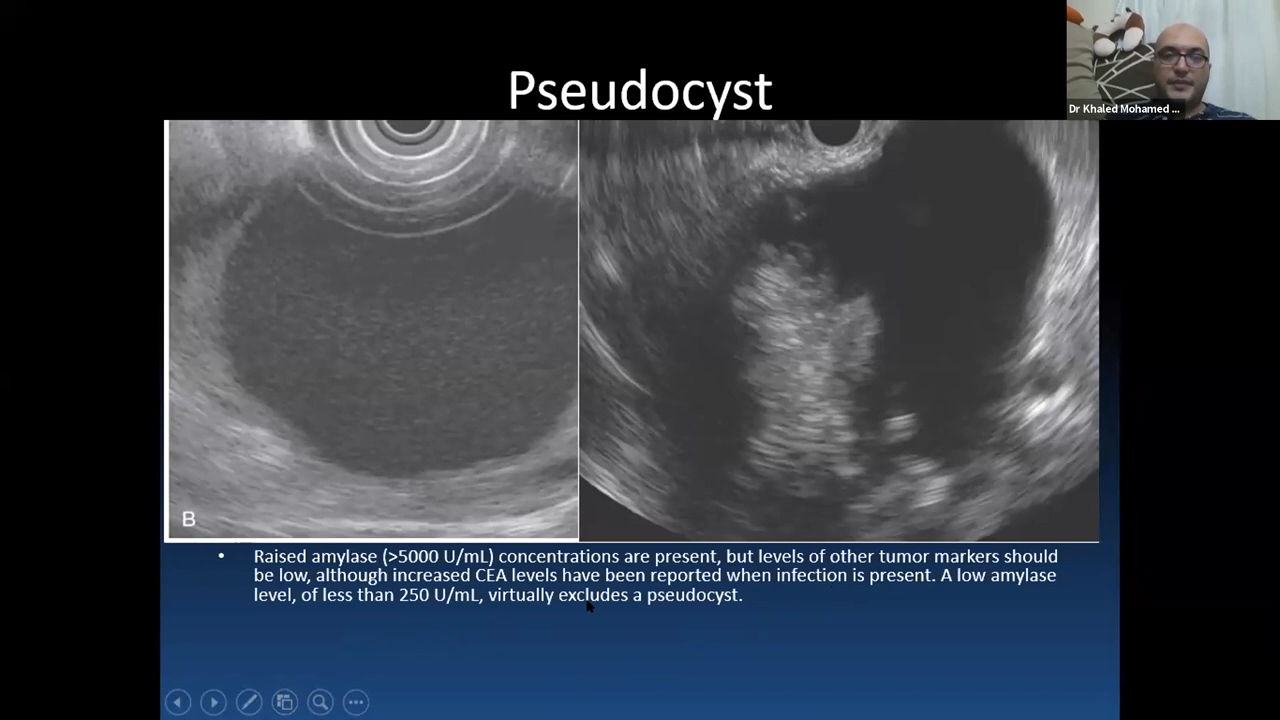 Pseudocyst
Dr Khaled Mohamed ...
B
• Raised amylase (>5000 U/mL) concentrations are present, but levels of other tumor markers should
be low, although increased CEA levels have been reported when infection is present. A low amylase
level, of less than 250 U/mL, virtually excludes a pseudocyst.